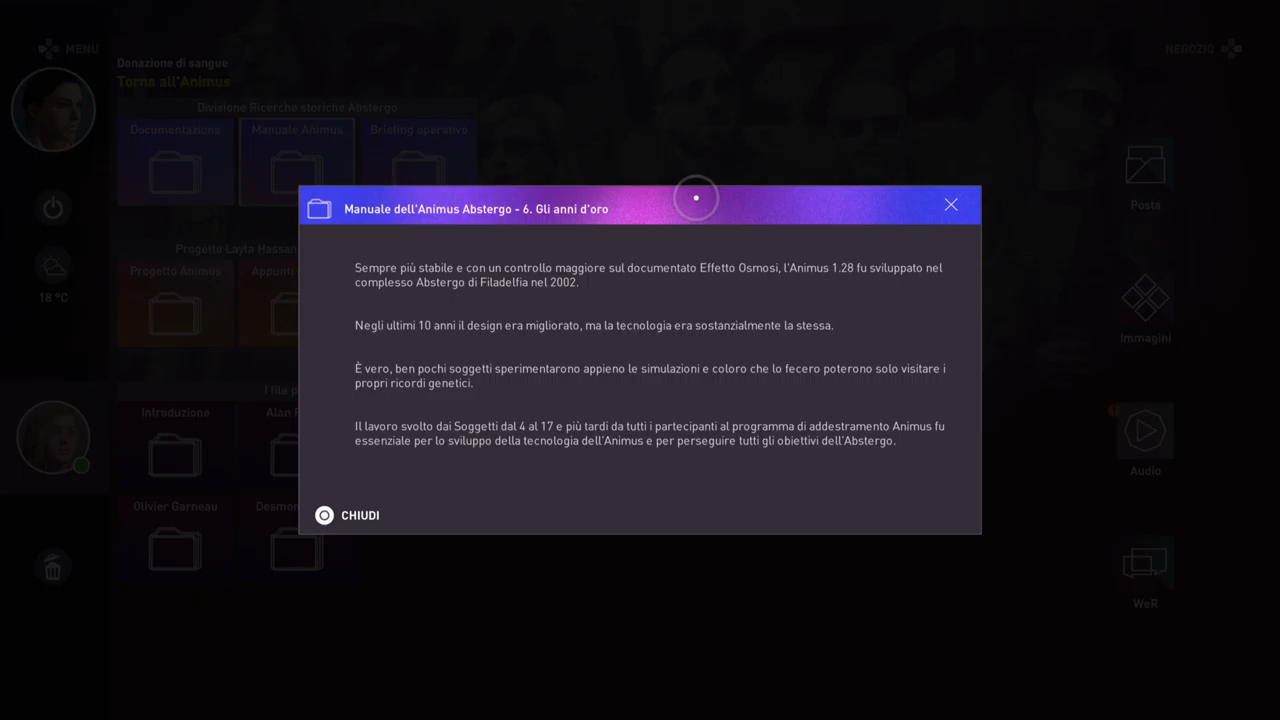 MENU
NEGOZIO
Donazione di sangue
Torna all'Animus
Divisione Ricerche storiche Abstergo
Documentazione
Manuale Animus
Briefing operativo
Manuale dell'Animus Abstergo - 6. Gli anni d'oro
Sempre più stabile e con un controllo maggiore sul documentato Effetto Osmosi, l'Animus 1.28 fu sviluppato nel
complesso Abstergo di Filadelfia nel 2002.
Negli ultimi 10 anni il design era migliorato, ma la tecnologia era sostanzialmente la stessa.
È vero, ben pochi soggetti sperimentarono appieno le simulazioni e coloro che lo fecero poterono solo visitare i
propri ricordi genetici.
Il lavoro svolto dai Soggetti dal 4 al 17 e più tardi da tutti i partecipanti al programma di addestramento Animus fu
essenziale per lo sviluppo della tecnologia dell'Animus e per perseguire tutti gli obiettivi dell'Abstergo.
CHIUDI
Progetto Layla Hassan
Progetto Animus
Appunti
18 °C
I file p
Introduzione
Alan
Olivier Garneau
Desmon
Posta
Immagini
Audio
WeR